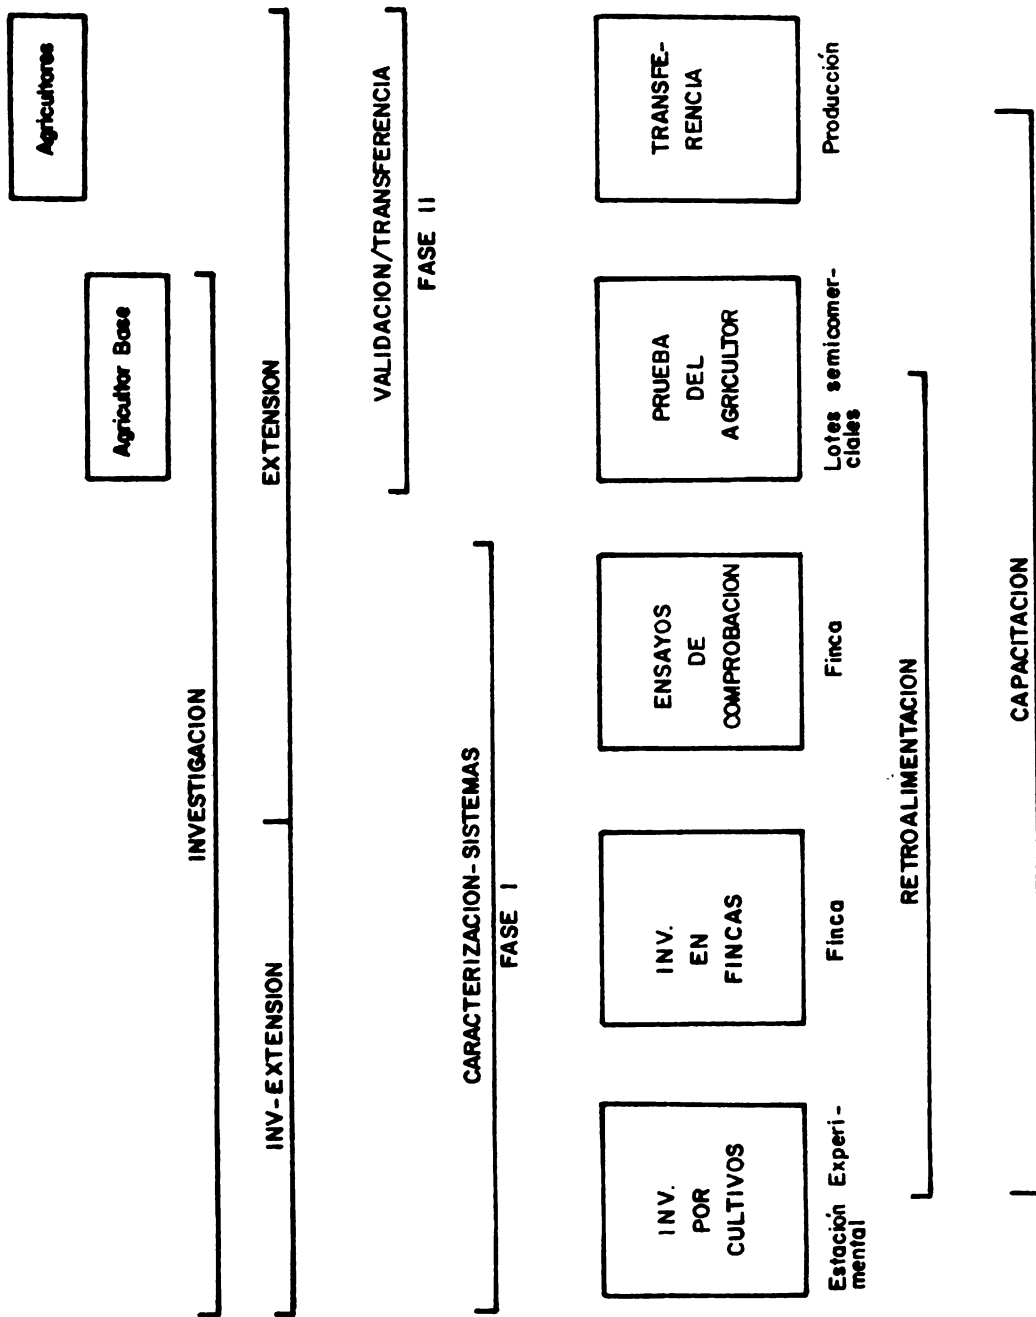 Agricultores
Agricultor Base
INVESTIGACION
INV-EXTENSION
EXTENSION
VALIDACION/TRANSFERENCIA
FASE II
CARACTERIZACION-SISTEMAS
FASE I
INV.
POR
CULTIVOS
INV.
EN
FINCAS
ENSAYOS
DE
COMPROBACION
PRUEBA
DEL
AGRICULTOR
TRANSFE-
RENCIA
Estación Experi-
mental
Finca
Finca
Lotes semicomer-
ciales
Producción
RETROALIMENTACION
CAPACITACION